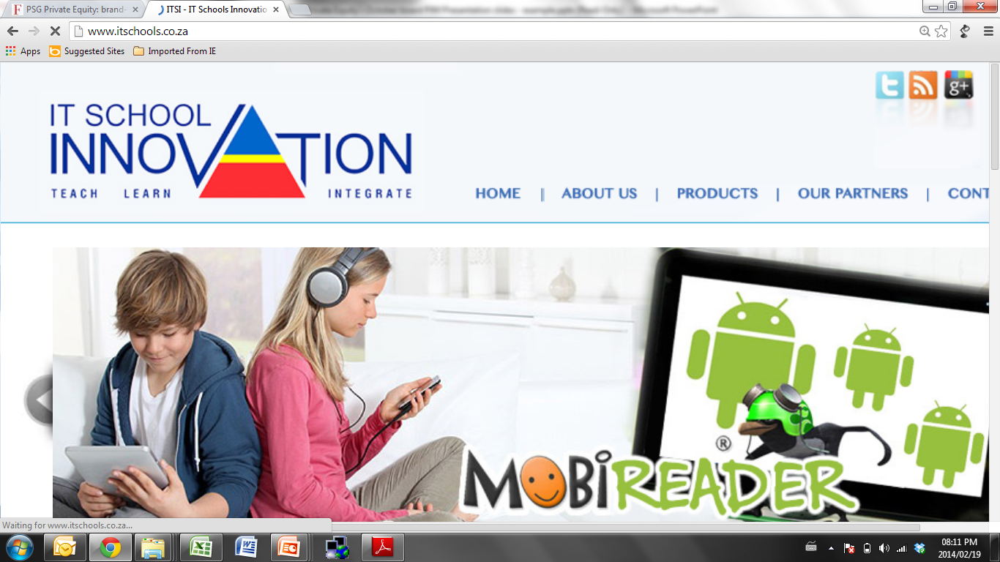 PSG Private Equity: brand-
ITSI - IT Schools Innovatio
www.itschools.co.za
Apps Suggested Sites Imported From IE
t g+
IT SCHOOL
INNOVATION
TEACH LEARN INTEGRATE
HOME || ABOUT US | PRODUCTS | OUR PARTNERS | CONT
®
MOBIREADER
Waiting for www.itschools.co.za...
08:11 PM
2014/02/19